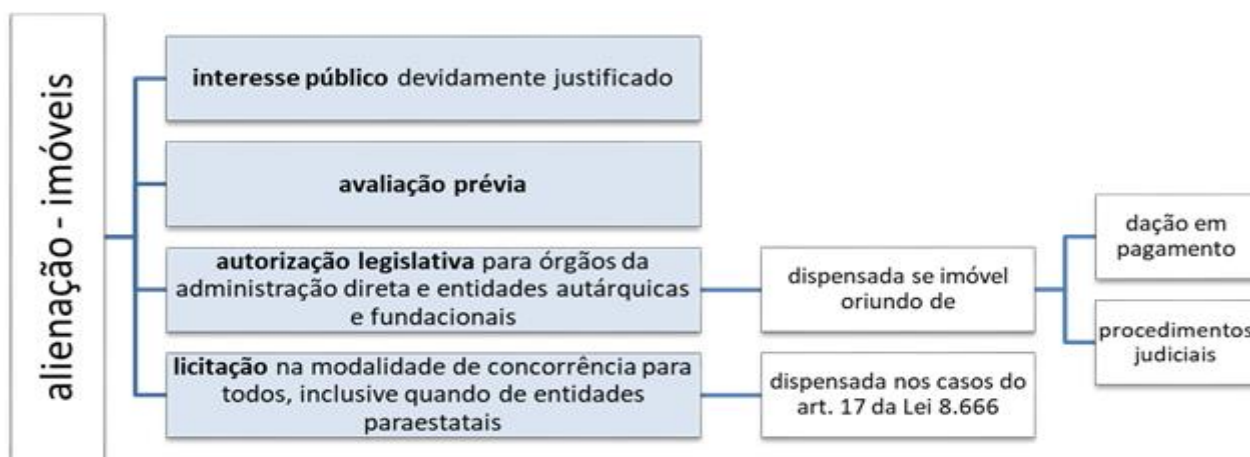 alienação - imóveis
interesse público devidamente justificado
avaliação prévia
autorização legislativa para órgãos da
administração direta e entidades autárquicas
e fundacionais
dispensada se imóvel
oriundo de
dação em
pagamento
procedimentos
judiciais
licitação na modalidade de concorrência para
todos, inclusive quando de entidades
paraestatais
dispensada nos casos do
art. 17 da Lei 8.666